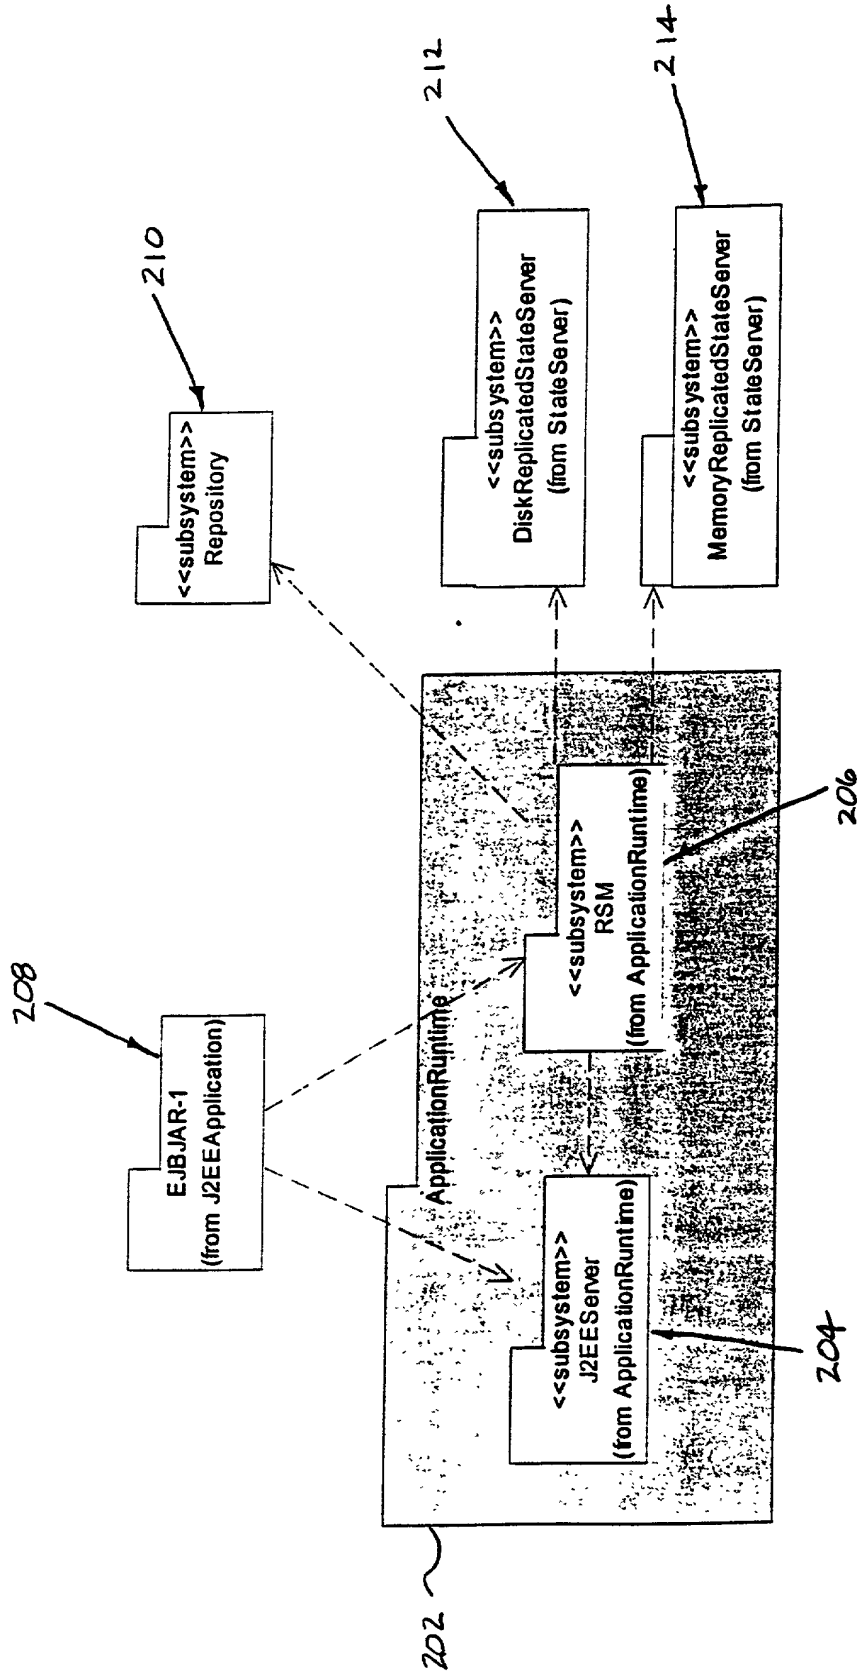 208
EJBJAR-1
(from J2EEApplication)
210
<<subsystem>>
Repository
202
ApplicationRuntime
<<subsystem>>
J2EEServer
(from ApplicationRuntime)
204
<<subsystem>>
RSM
(from ApplicationRuntime)
206
212
<<subsystem>>
DiskReplicatedStateServer
(from StateServer)
214
<<subsystem>>
MemoryReplicatedStateServer
(from StateServer)